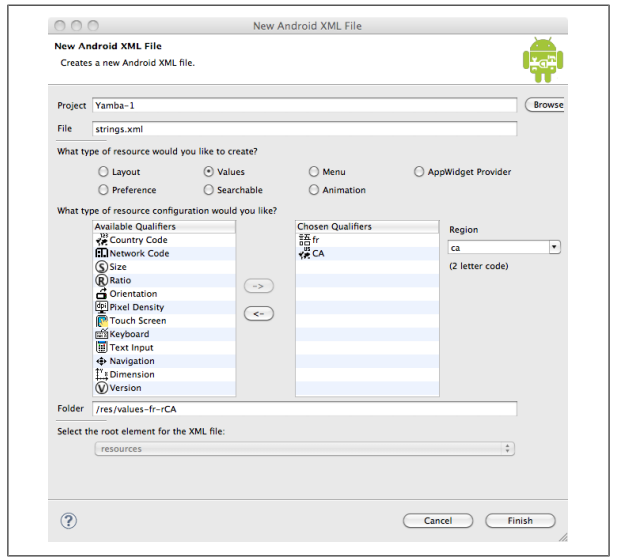 New Android XML File
New Android XML File
Creates a new Android XML file.
Project Yamba-1 Browse
File strings.xml
What type of resource would you like to create?
Layout Values Menu AppWidget Provider
Preference Searchable Animation
What type of resource configuration would you like?
Available Qualifiers
Country Code
Network Code
Size
Ratio
Orientation
Pixel Density
Touch Screen
Keyboard
Text Input
Navigation
Dimension
Version
->
<-
Chosen Qualifiers
fr
CA
Region
ca
(2 letter code)
Folder /res/values-fr-rCA
Select the root element for the XML file:
resources
? Cancel Finish